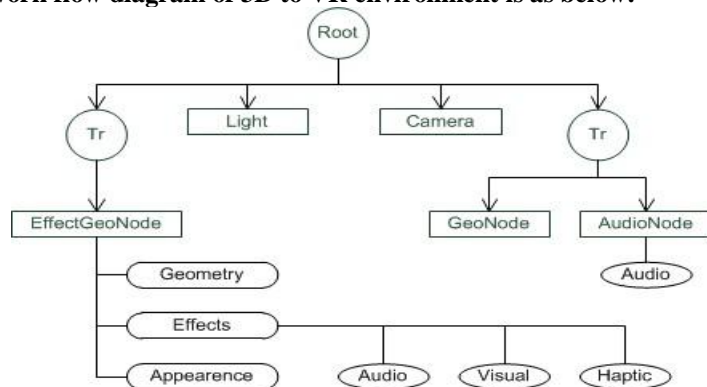 work flow diagram of 3D to VR environment is as below:
Root
Tr
Light
Camera
Tr
EffectGeoNode
GeoNode
AudioNode
Geometry
Audio
Effects
Appearence
Audio
Visual
Haptic